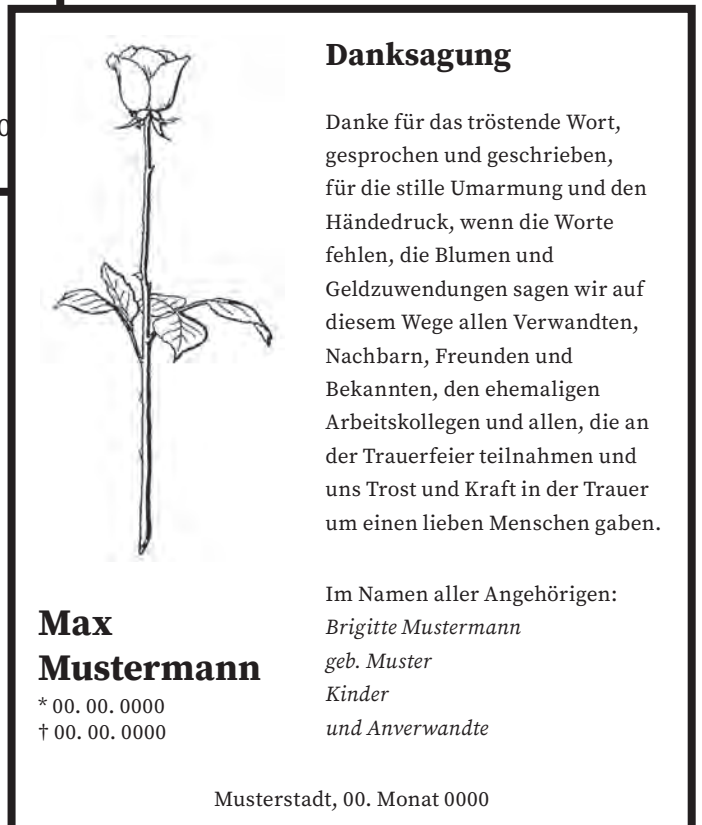 Danksagung
Danke für das tröstende Wort,
gesprochen und geschrieben,
für die stille Umarmung und den
Händedruck, wenn die Worte
fehlen, die Blumen und
Geldzuwendungen sagen wir auf
diesem Wege allen Verwandten,
Nachbarn, Freunden und
Bekannten, den ehemaligen
Arbeitskollegen und allen, die an
der Trauerfeier teilnahmen und
uns Trost und Kraft in der Trauer
um einen lieben Menschen gaben.
Im Namen aller Angehörigen:
Brigitte Mustermann
geb. Muster
Kinder
und Anverwandte
Max
Mustermann
* 00. 00. 0000
† 00. 00. 0000
Musterstadt, 00. Monat 0000